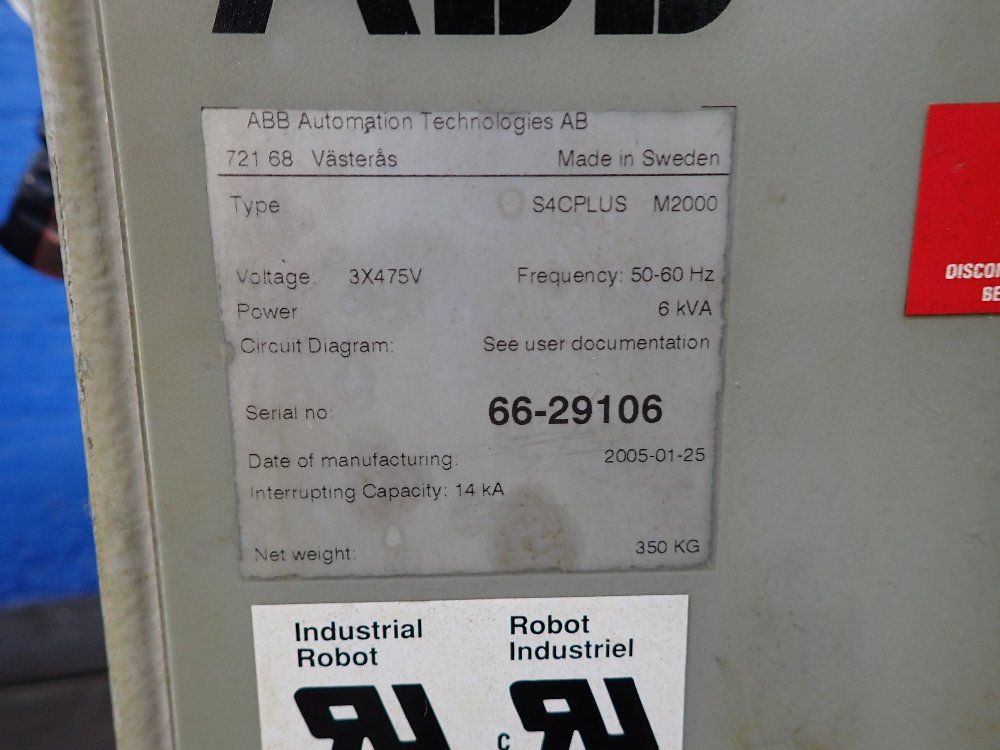 ABB
ABB Automation Technologies AB
721 68 Västerås Made in Sweden
Type S4CPLUS M2000
Voltage: 3X475V Frequency: 50-60 Hz
Power 6 kVA
Circuit Diagram: See user documentation
Serial no: 66-29106
Date of manufacturing: 2005-01-25
Interrupting Capacity: 14 kA
Net weight: 350 KG
Industrial
Robot
Robot
Industriel
C